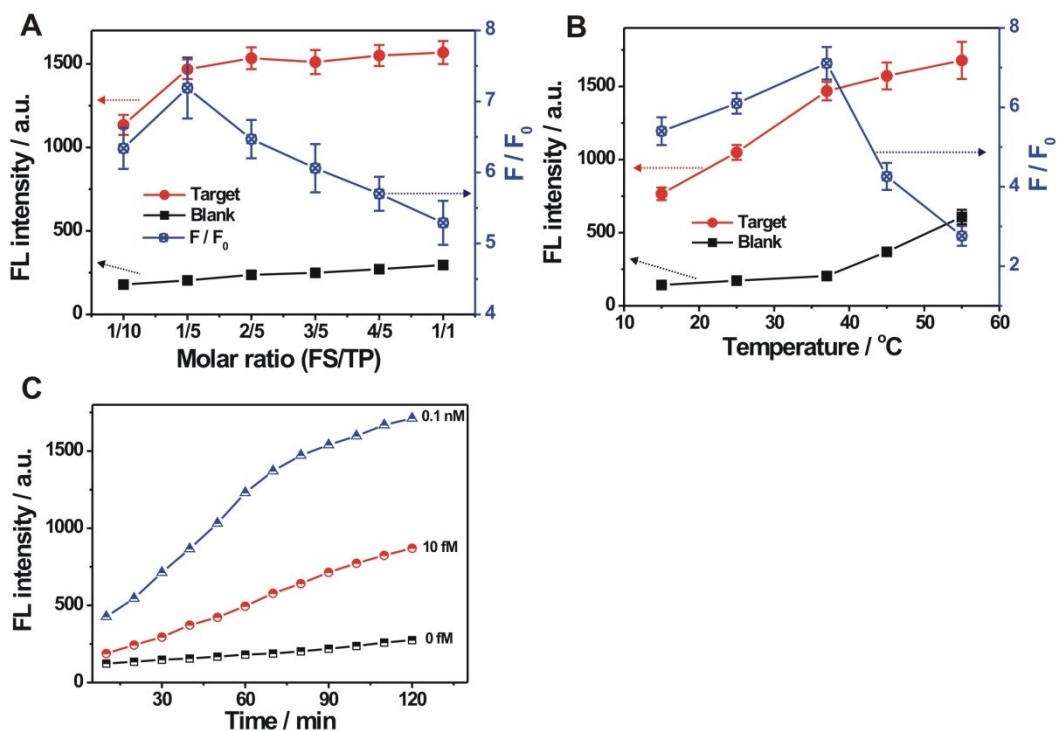 A
FL intensity / a.u.
1500
1000
500
0
8
7
6
5
4
F / F₀
Target
Blank
F / F₀
1/10 1/5 2/5 3/5 4/5 1/1
Molar ratio (FS/TP)
B
FL intensity / a.u.
1500
1000
500
0
8
6
4
2
F / F₀
Target
Blank
10 20 30 40 50 60
Temperature / °C
C
FL intensity / a.u.
1500
1000
500
0
0.1 nM
10 fM
0 fM
30 60 90 120
Time / min